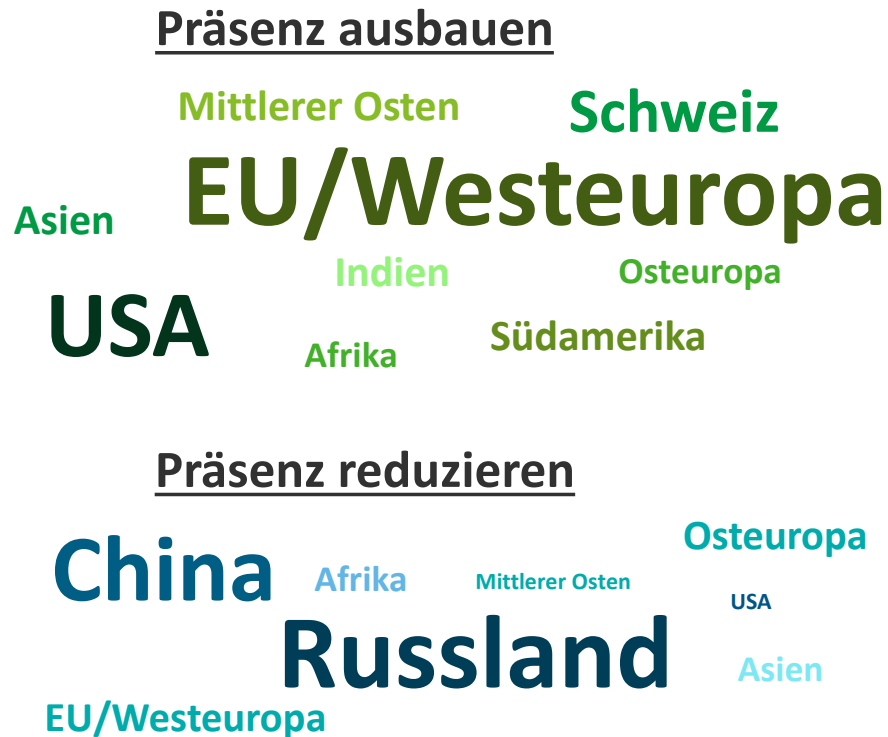 Präsenz ausbauen
Mittlerer Osten
Schweiz
EU/Westeuropa
Asien
Indien
Osteuropa
USA
Südamerika
Afrika
Präsenz reduzieren
Osteuropa
China
Afrika
Mittlerer Osten
USA
Russland
Asien
EU/Westeuropa